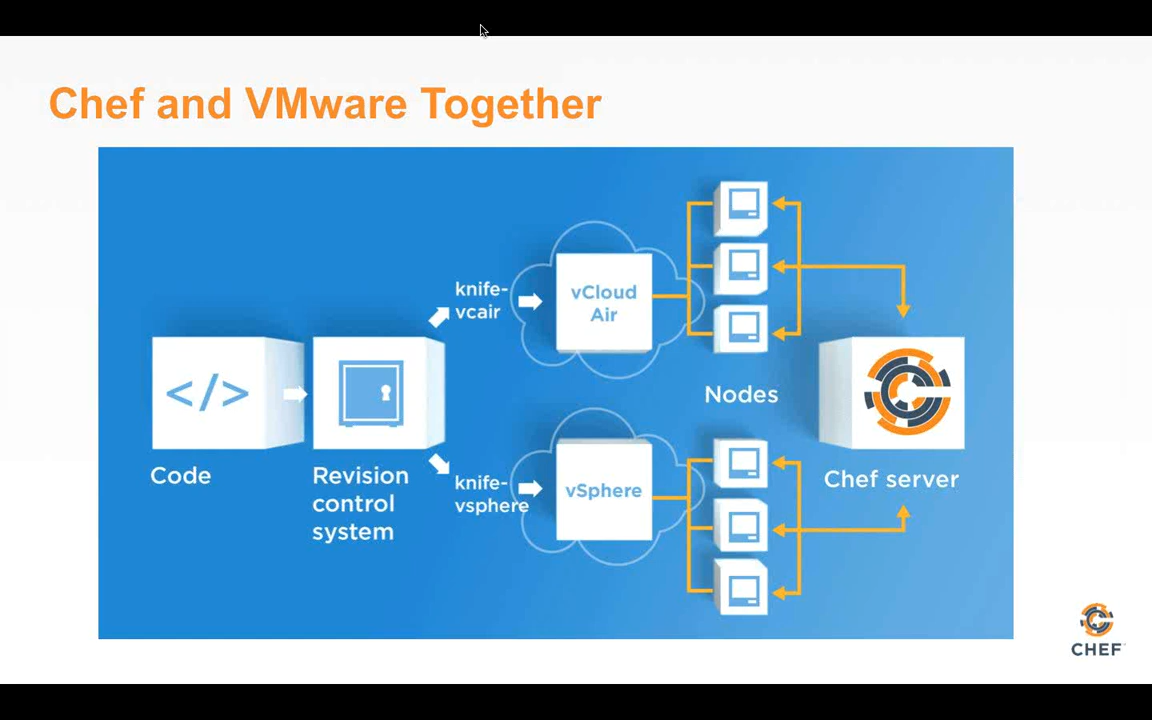 Chef and VMware Together
knife-
vcair
vCloud
Air
</>
Code
Revision
control
system
knife-
vsphere
vSphere
Nodes
Chef server
CHEF